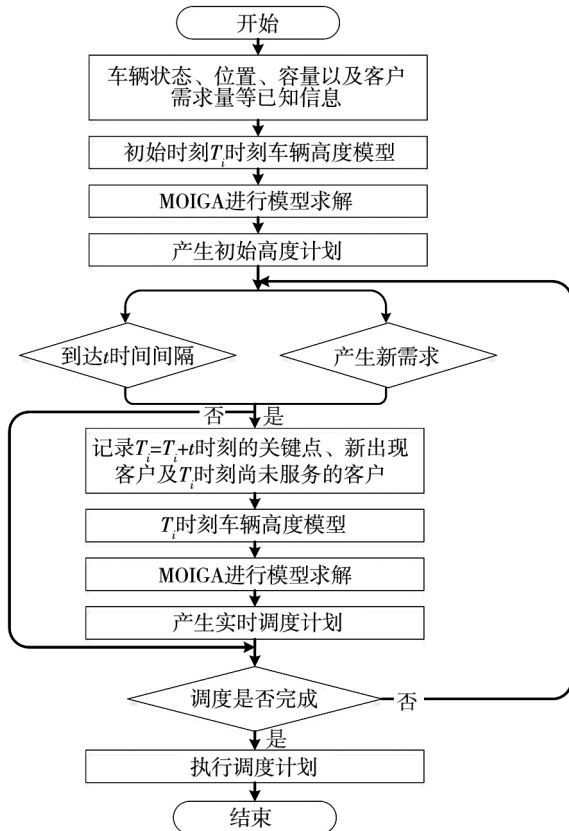 开始
车辆状态、位置、容量以及客户
需求量等已知信息
初始时刻Ti时刻车辆高度模型
MOIGA进行模型求解
产生初始高度计划
到达t时间间隔
产生新需求
否
是
记录Ti=Ti+t时刻的关键点、新出现
客户及Ti时刻尚未服务的客户
Ti时刻车辆高度模型
MOIGA进行模型求解
产生实时调度计划
调度是否完成
否
是
执行调度计划
结束